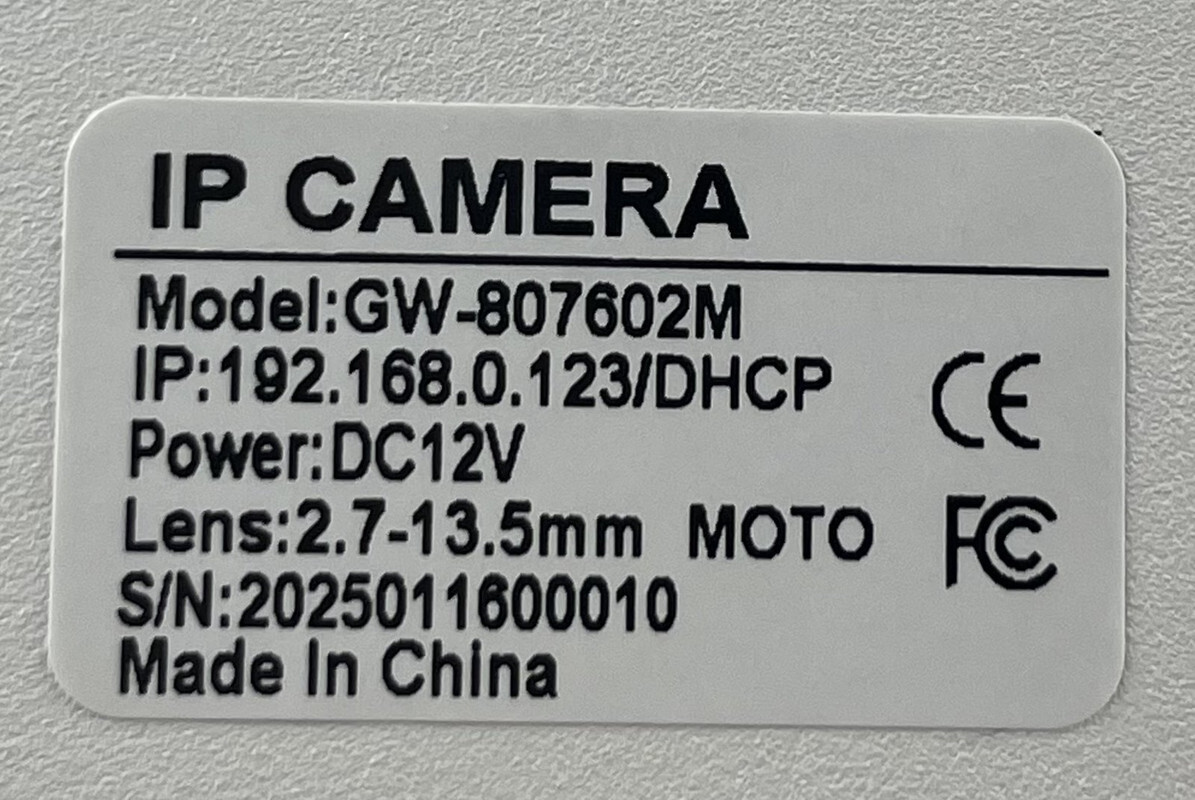 IP CAMERA
Model:GW-807602M
IP:192.168.0.123/DHCP
CE
Power:DC12V
Lens:2.7-13.5mm MOTO
FC
S/N:2025011600010
Made In China